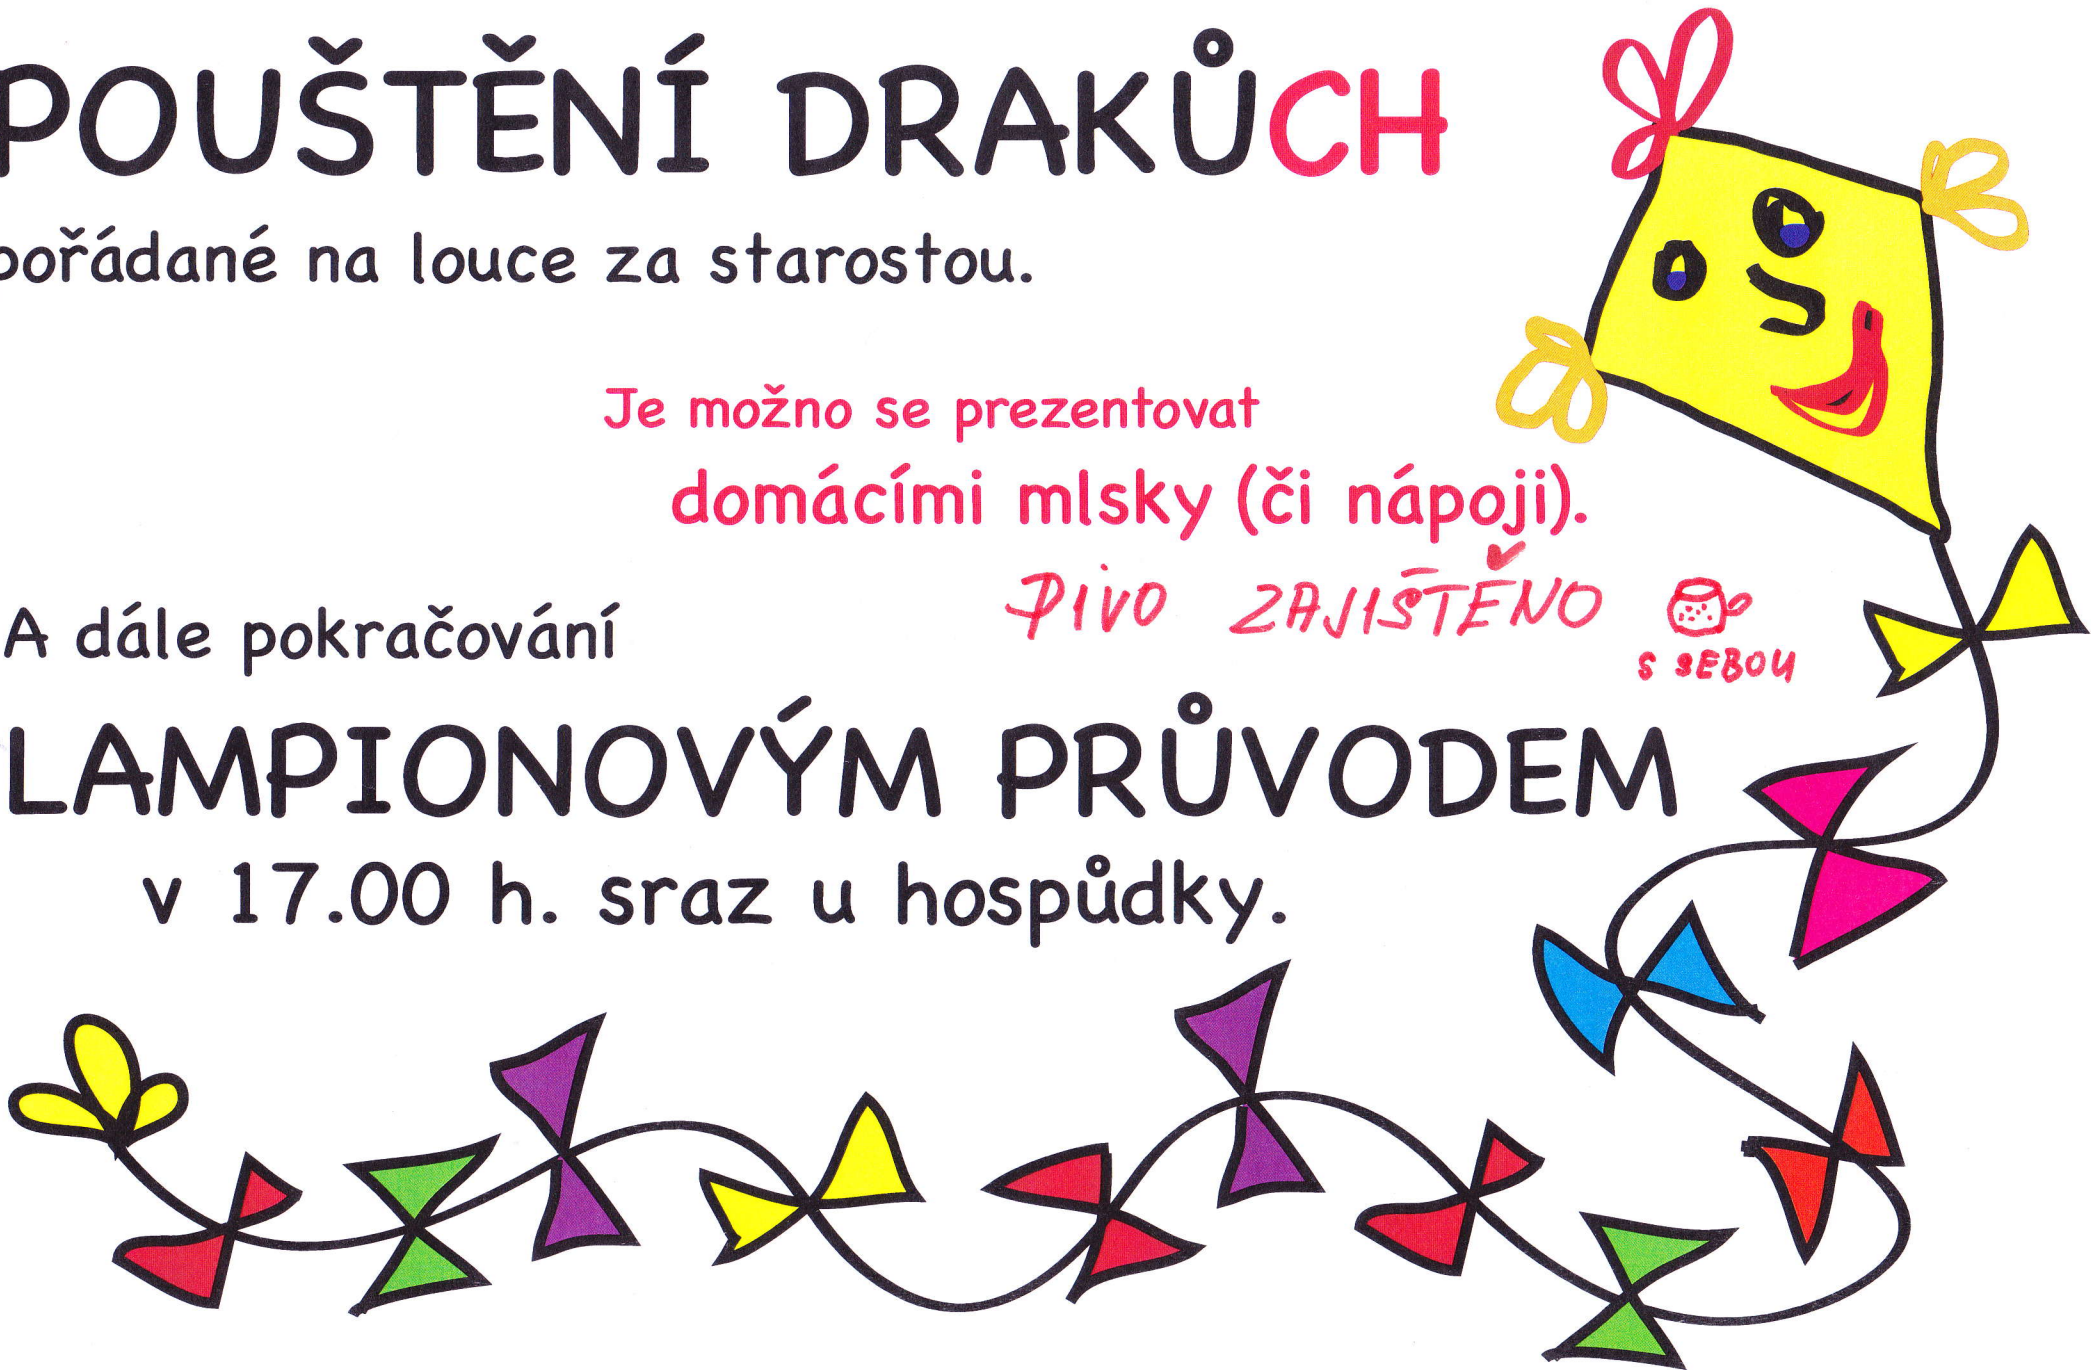 POUŠTĚNÍ DRAKŮCH
pořádané na louce za starostou.
Je možno se prezentovat
domácími mlsky (či nápoji).
PIVO ZAJIŠTĚNO
S SEBOU
A dále pokračování
LAMPIONOVÝM PRŮVODEM
v 17.00 h. sraz u hospůdky.